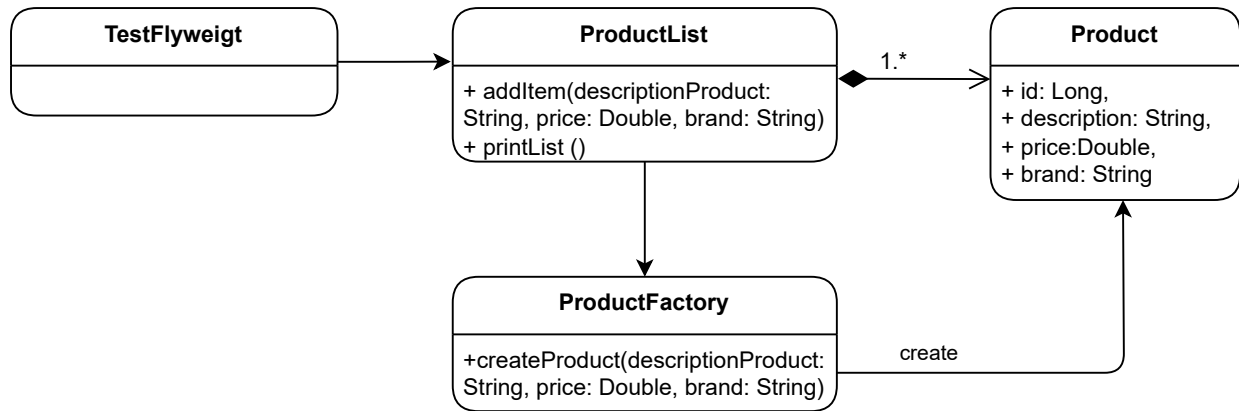 TestFlyweigt
ProductList
+ addItem(descriptionProduct:
String, price: Double, brand: String)
+ printList ()
1.*
Product
+ id: Long,
+ description: String,
+ price:Double,
+ brand: String
ProductFactory
+createProduct(descriptionProduct:
String, price: Double, brand: String)
create